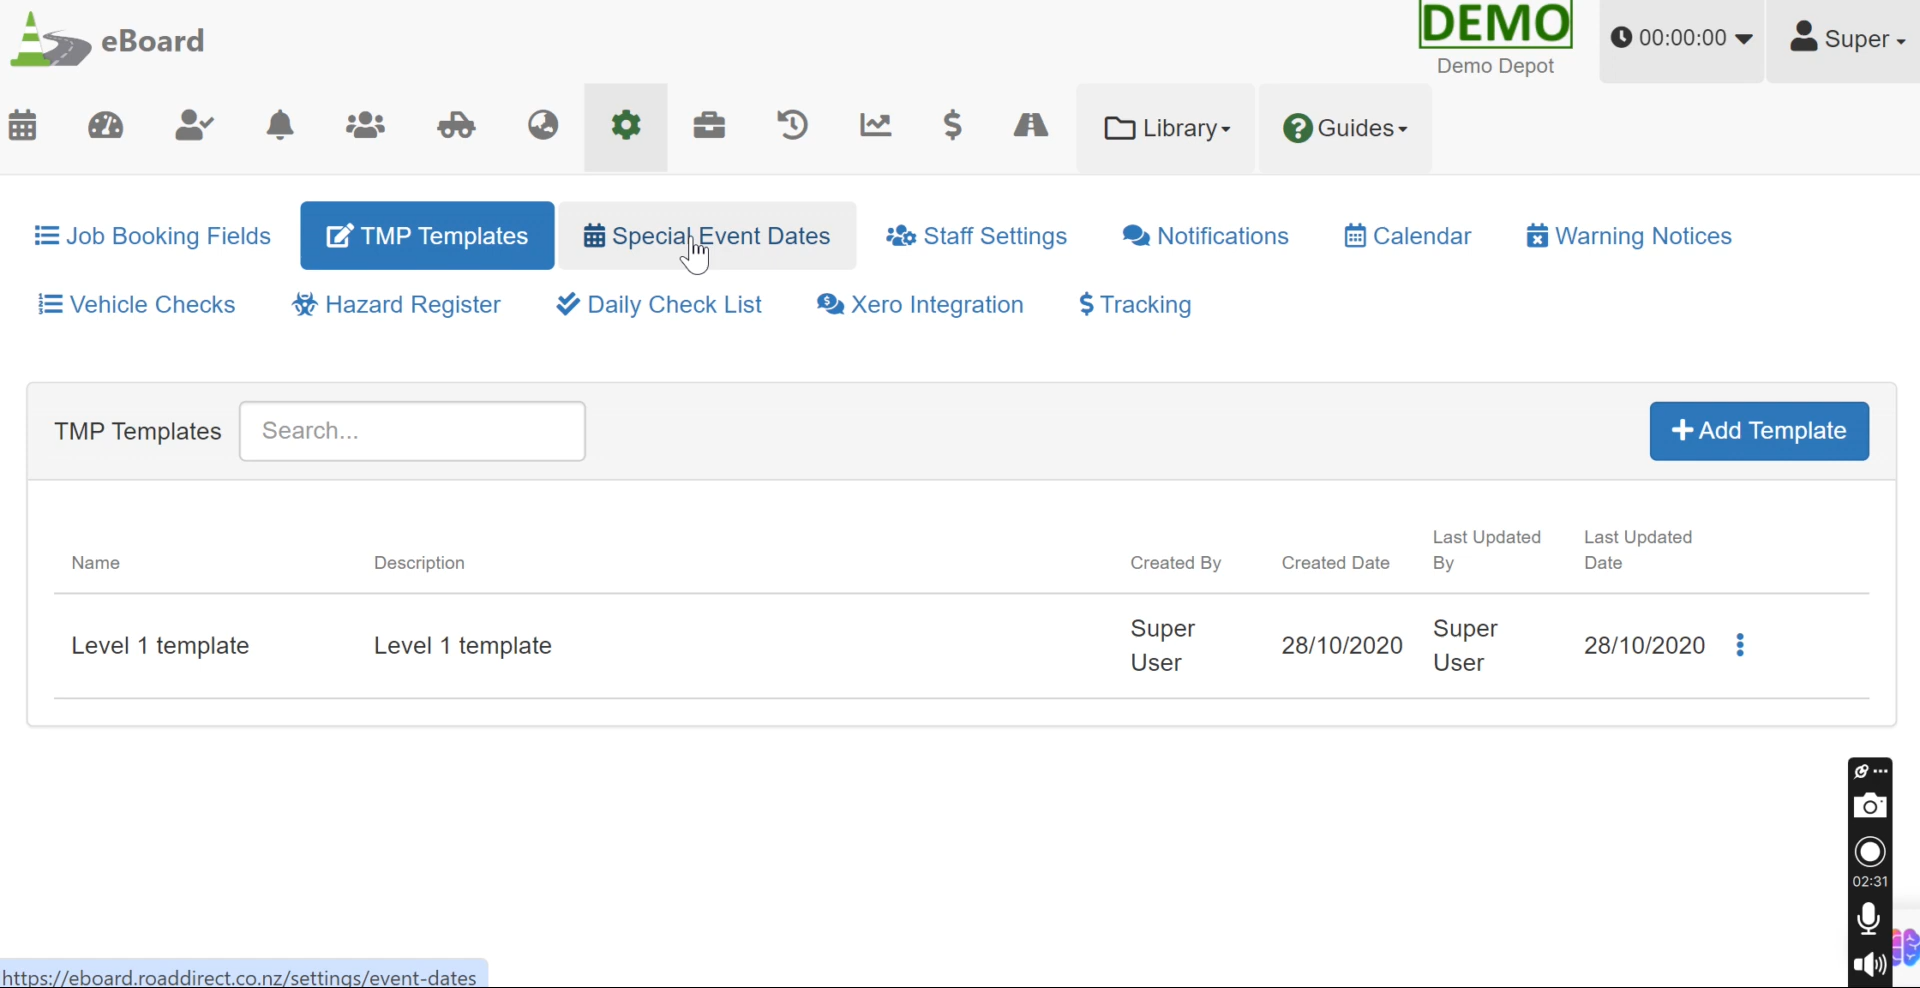 eBoard
DEMO
Demo Depot
00:00:00
Super
Library
Guides
Job Booking Fields
TMP Templates
Special Event Dates
Staff Settings
Notifications
Calendar
Warning Notices
Vehicle Checks
Hazard Register
Daily Check List
Xero Integration
Tracking
TMP Templates
Search...
Add Template
Name
Description
Created By
Created Date
Last Updated
By
Last Updated
Date
Level 1 template
Level 1 template
Super
User
28/10/2020
Super
User
28/10/2020
02:31
https://eboard.roaddirect.co.nz/settings/event-dates